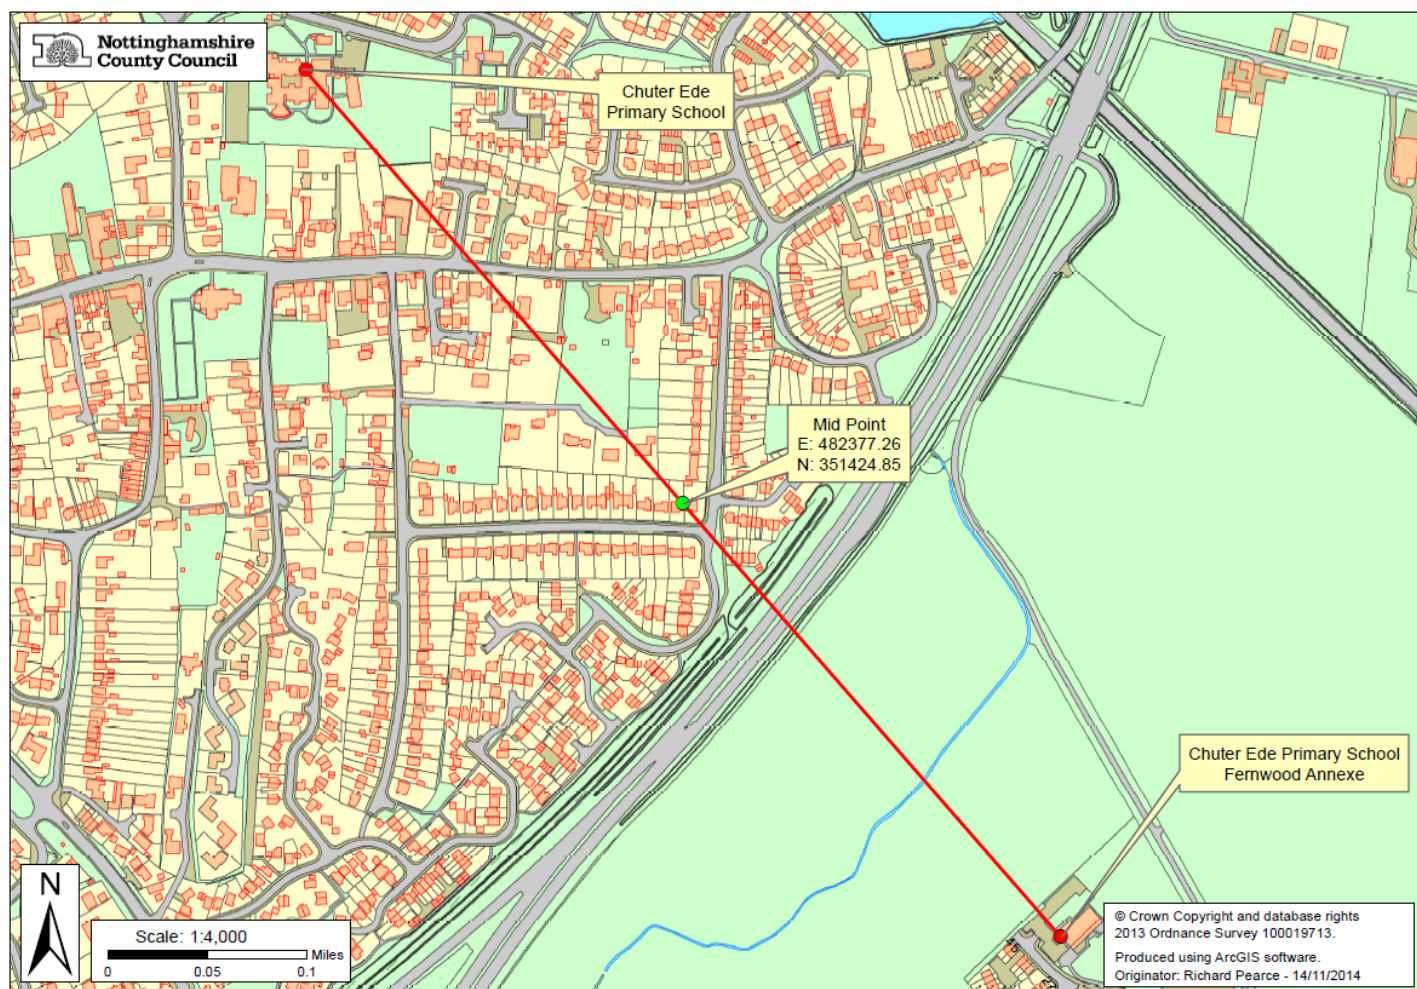 Nottinghamshire
County Council
Chuter Ede
Primary School
Mid Point
E: 482377.26
N: 351424.85
Chuter Ede Primary School
Fernwood Annexe
N
Scale: 1:4,000
Miles
0 0.05 0.1
© Crown Copyright and database rights
2013 Ordnance Survey 100019713.
Produced using ArcGIS software.
Originator: Richard Pearce - 14/11/2014